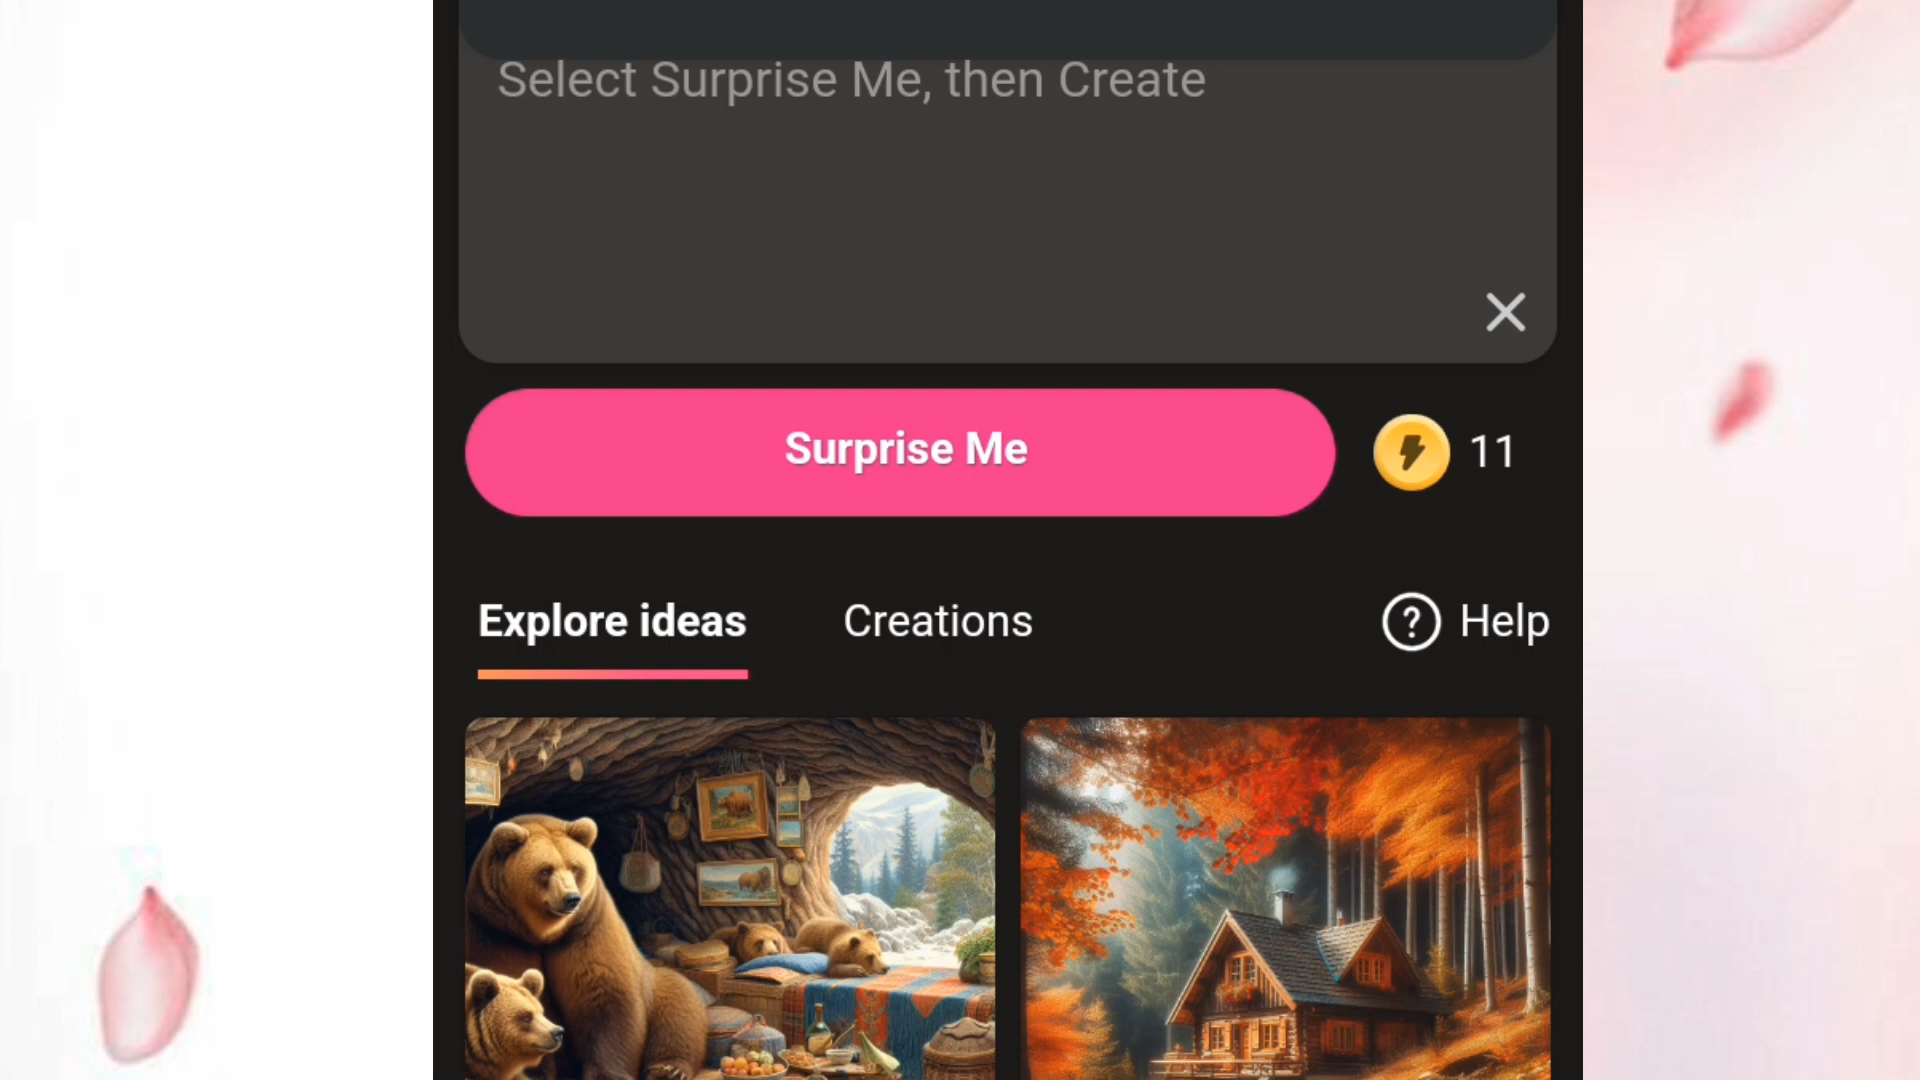 Select Surprise Me, then Create
Surprise Me
11
Explore ideas
Creations
Help